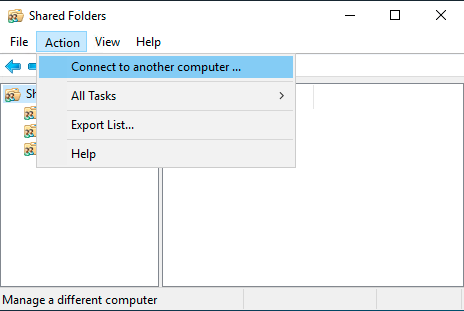 Shared Folders
File Action View Help
Connect to another computer ...
All Tasks
Export List...
Help
Sh
Manage a different computer